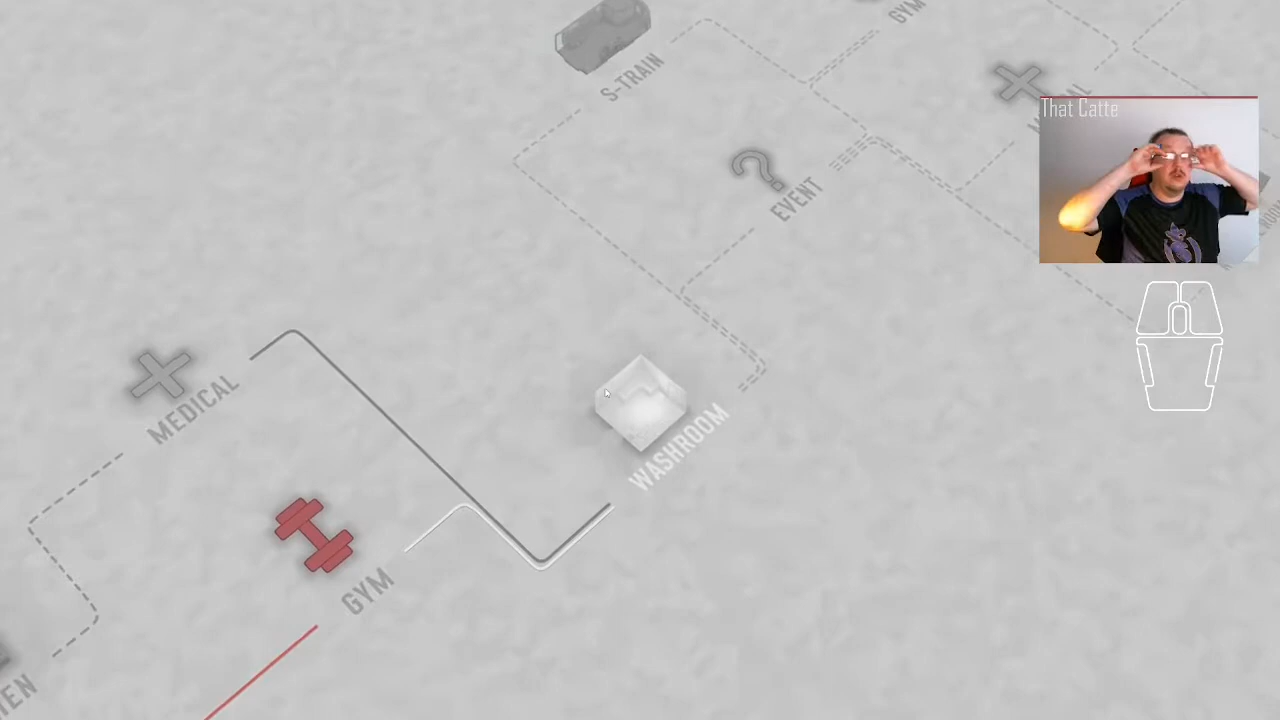 GYM
S-TRAIN
That Catte
EVENT
MEDICAL
WASHROOM
GYM